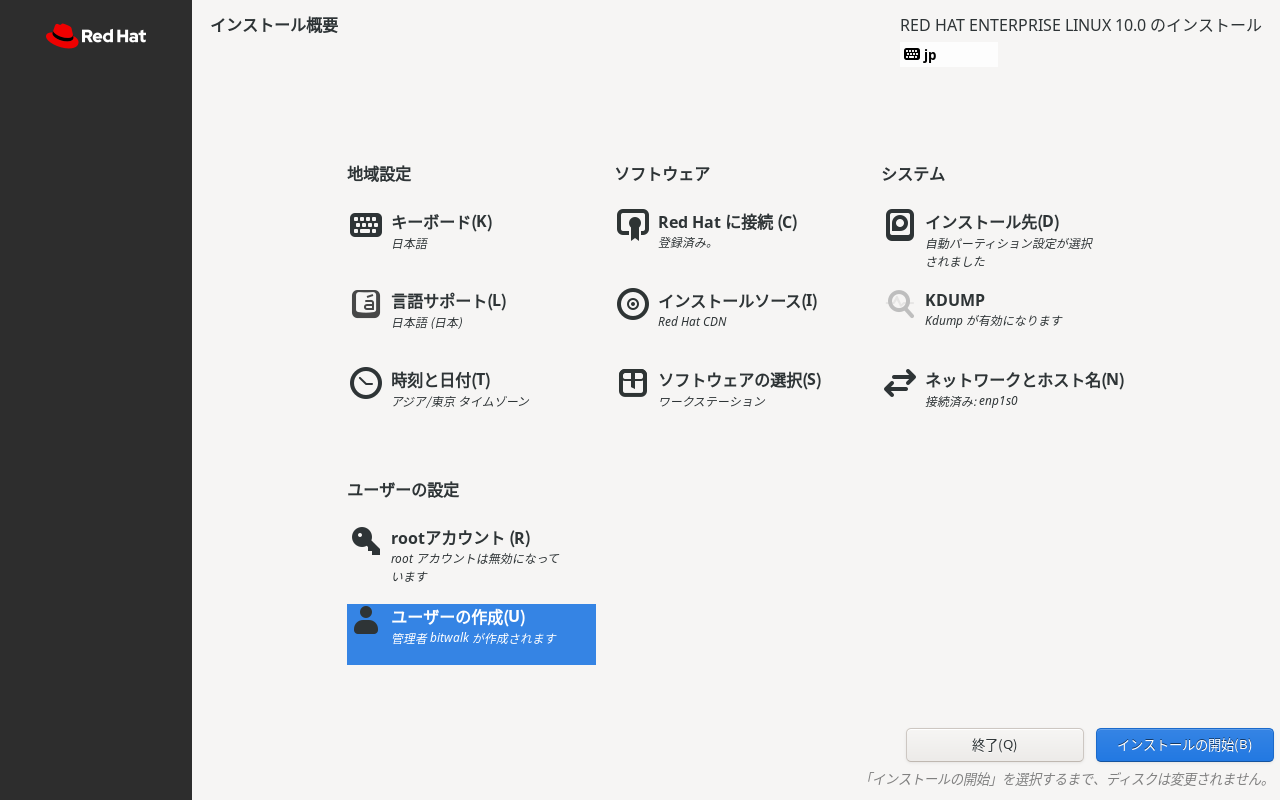 Red Hat
インストール概要
RED HAT ENTERPRISE LINUX 10.0 のインストール
jp
地域設定
キーボード(K)
日本語
言語サポート(L)
日本語 (日本)
時刻と日付(T)
アジア/東京 タイムゾーン
ソフトウェア
Red Hat に接続 (C)
登録済み。
インストールソース(I)
Red Hat CDN
ソフトウェアの選択(S)
ワークステーション
システム
インストール先(D)
自動パーティション設定が選択
されました
KDUMP
Kdump が有効になります
ネットワークとホスト名(N)
接続済み: enp1s0
ユーザーの設定
rootアカウント (R)
root アカウントは無効になって
います
ユーザーの作成(U)
管理者 bitwalk が作成されます
終了(Q)
インストールの開始(B)
「インストールの開始」を選択するまで、ディスクは変更されません。